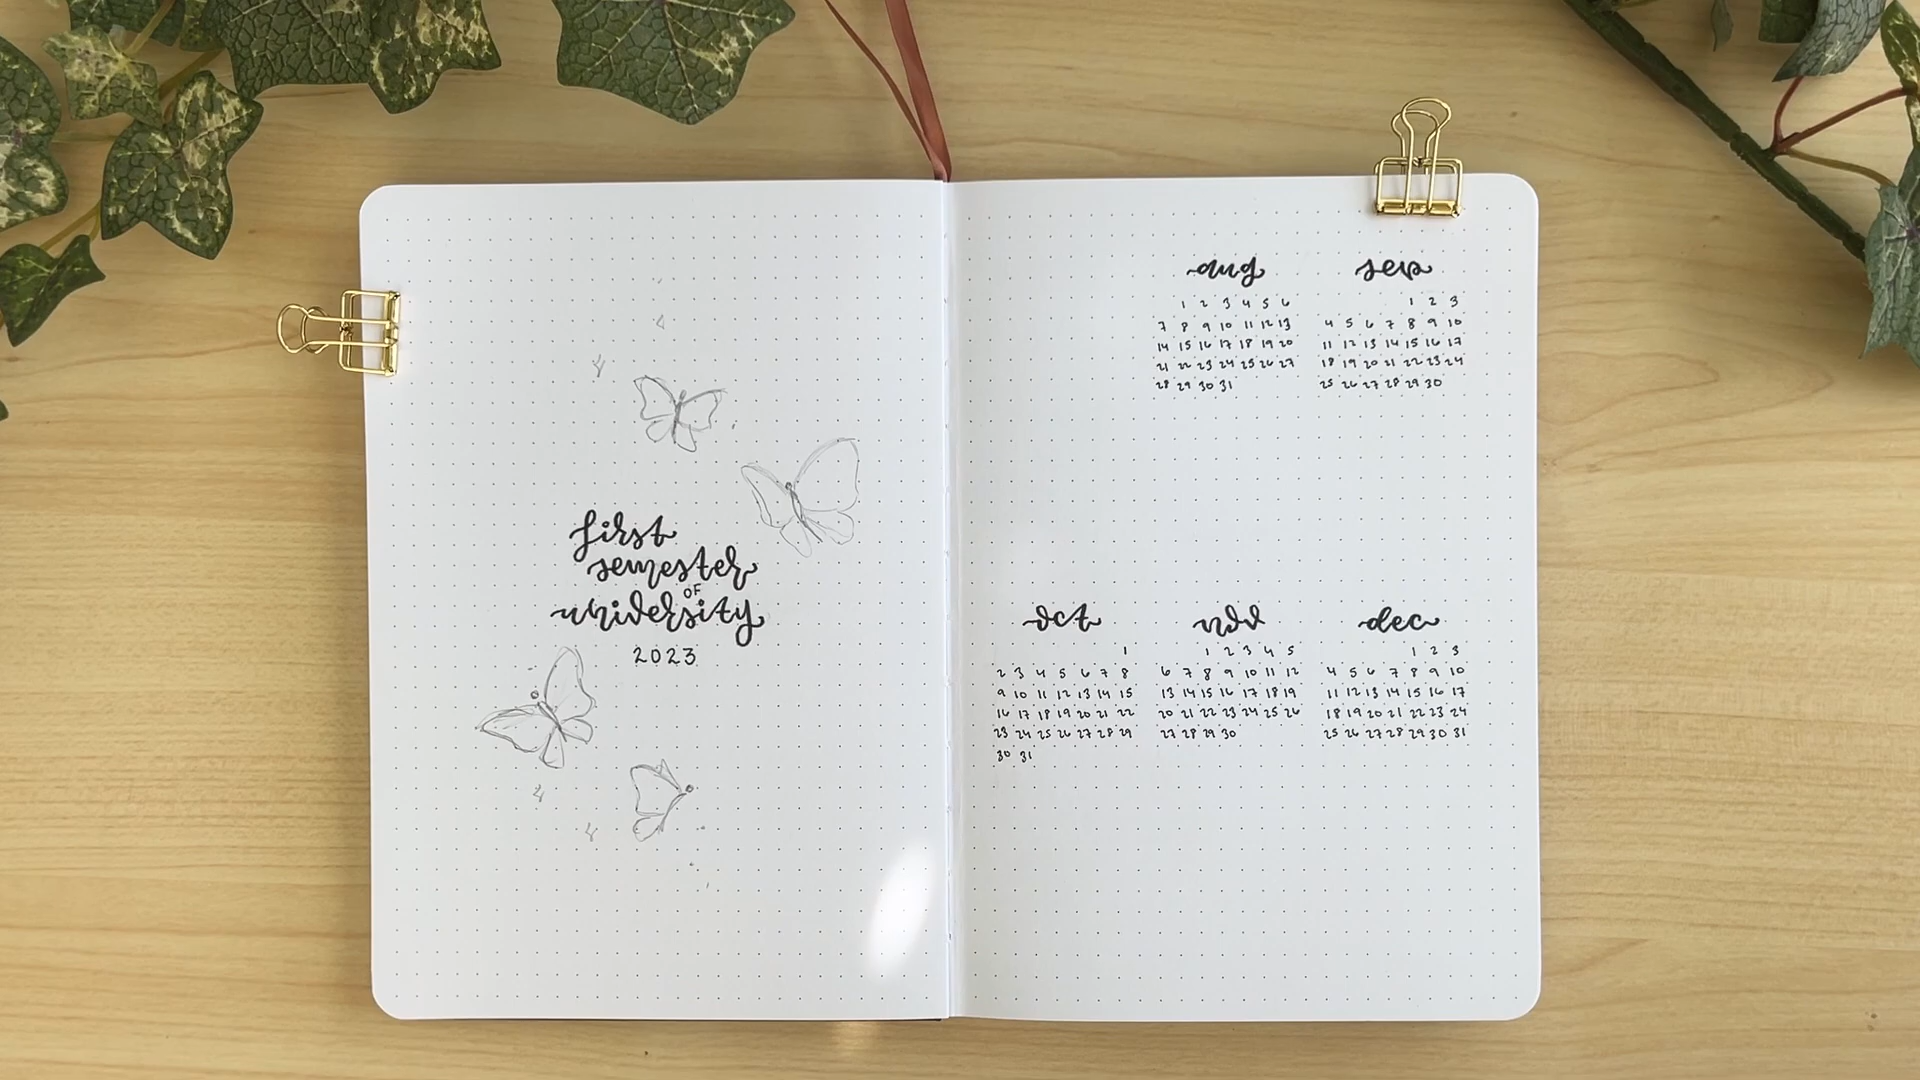 first
semester
OF
university
2023
aug
1 2 3 4 5 6
7 8 9 10 11 12 13
14 15 16 17 18 19 20
21 22 23 24 25 26 27
28 29 30 31
sep
1 2 3
4 5 6 7 8 9 10
11 12 13 14 15 16 17
18 19 20 21 22 23 24
25 26 27 28 29 30
oct
1
2 3 4 5 6 7 8
9 10 11 12 13 14 15
16 17 18 19 20 21 22
23 24 25 26 27 28 29
30 31
nov
1 2 3 4 5
6 7 8 9 10 11 12
13 14 15 16 17 18 19
20 21 22 23 24 25 26
27 28 29 30
dec
1 2 3
4 5 6 7 8 9 10
11 12 13 14 15 16 17
18 19 20 21 22 23 24
25 26 27 28 29 30 31